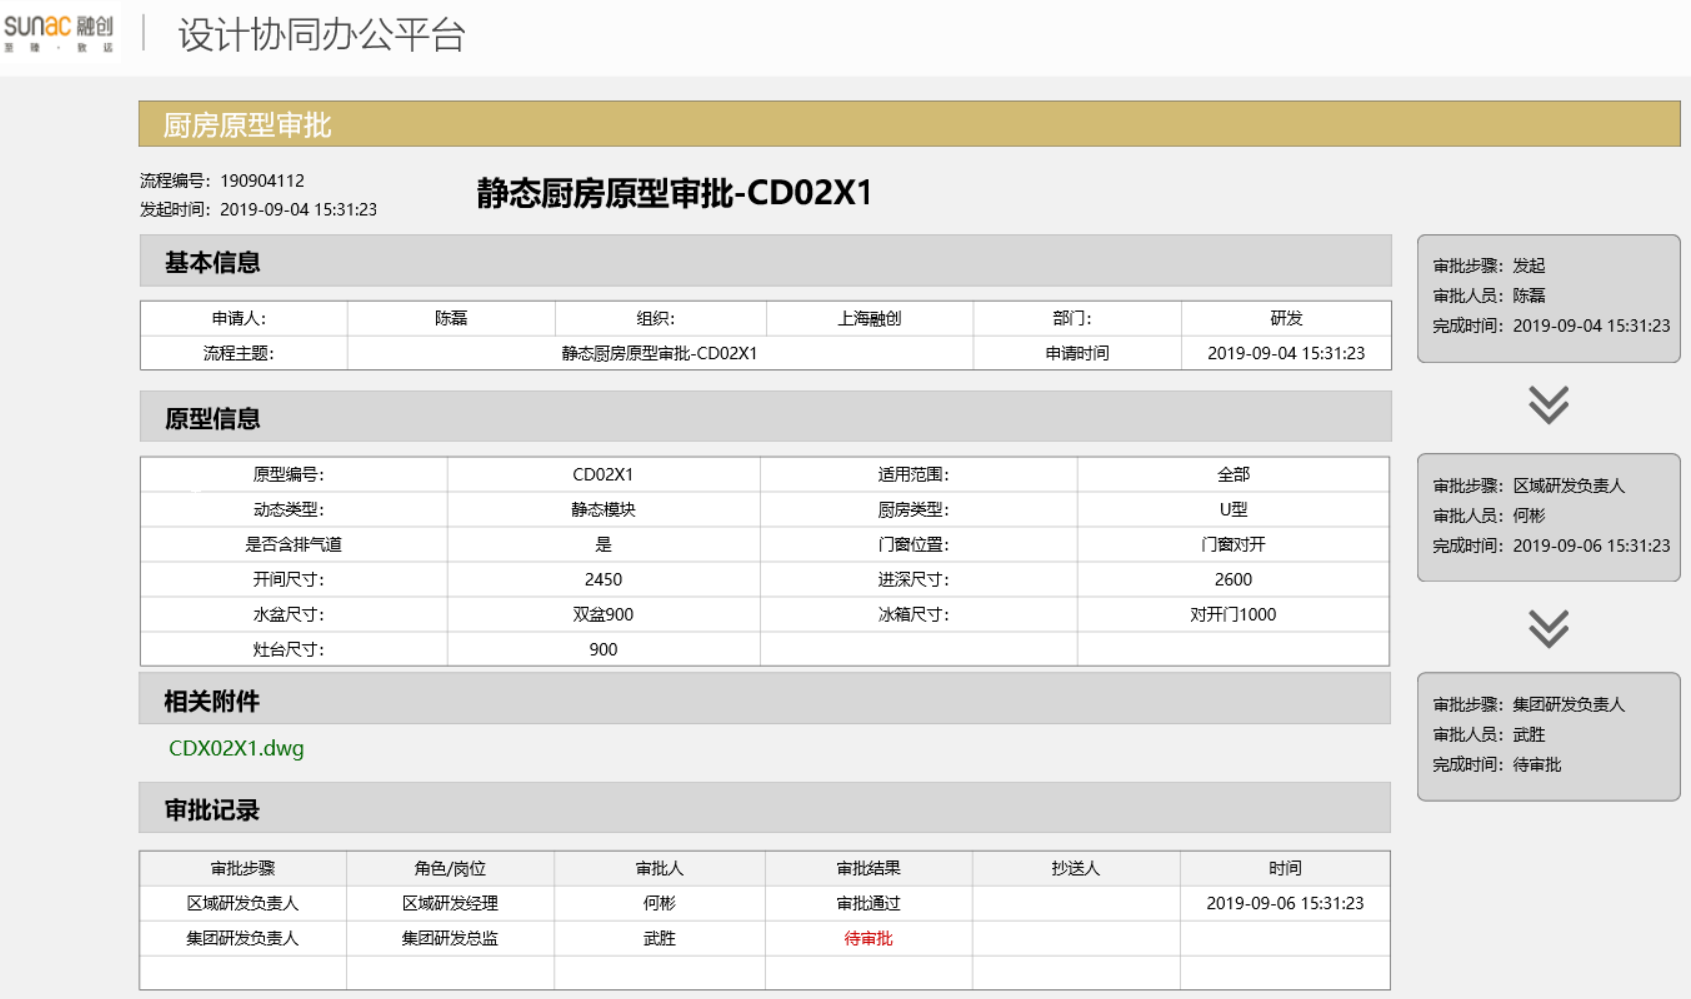 sunac 融创
至 臻 · 致 远
设计协同办公平台
厨房原型审批
流程编号：190904112
发起时间：2019-09-04 15:31:23
静态厨房原型审批-CD02X1
基本信息
申请人： 陈磊 组织： 上海融创 部门： 研发
流程主题： 静态厨房原型审批-CD02X1 申请时间 2019-09-04 15:31:23
原型信息
原型编号： CD02X1 适用范围： 全部
动态类型： 静态模块 厨房类型： U型
是否含排气道 是 门窗位置： 门窗对开
开间尺寸： 2450 进深尺寸： 2600
水盆尺寸： 双盆900 冰箱尺寸： 对开门1000
灶台尺寸： 900
相关附件
CDX02X1.dwg
审批记录
审批步骤 角色/岗位 审批人 审批结果 抄送人 时间
区域研发负责人 区域研发经理 何彬 审批通过 2019-09-06 15:31:23
集团研发负责人 集团研发总监 武胜 待审批
审批步骤：发起
审批人员：陈磊
完成时间：2019-09-04 15:31:23
审批步骤：区域研发负责人
审批人员：何彬
完成时间：2019-09-06 15:31:23
审批步骤：集团研发负责人
审批人员：武胜
完成时间：待审批